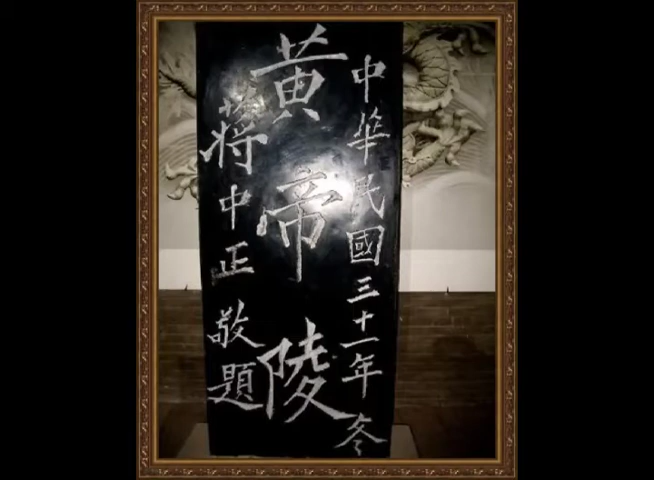 中華民國三十一年冬
黃帝陵
蔣中正敬題